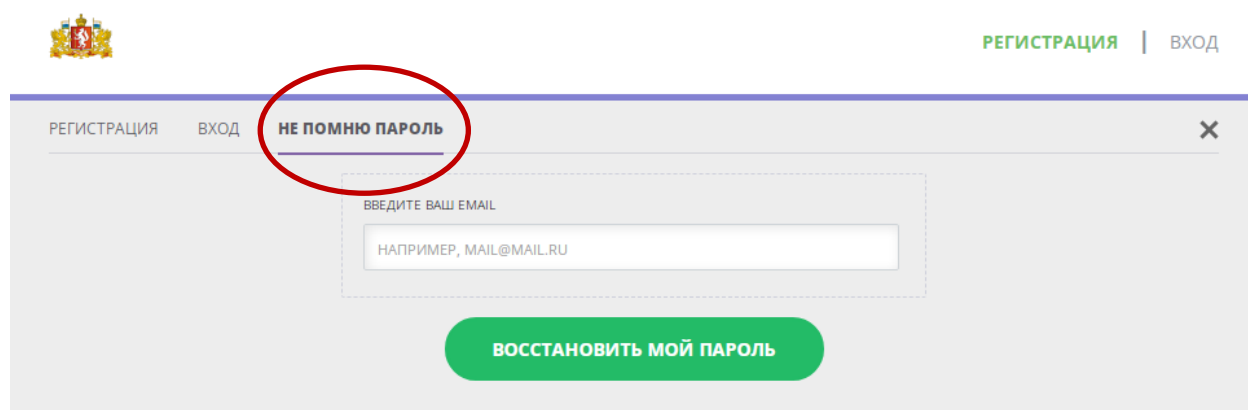 РЕГИСТРАЦИЯ | ВХОД
РЕГИСТРАЦИЯ ВХОД НЕ ПОМНЮ ПАРОЛЬ
ВВЕДИТЕ ВАШ EMAIL
НАПРИМЕР, MAIL@MAIL.RU
ВОССТАНОВИТЬ МОЙ ПАРОЛЬ